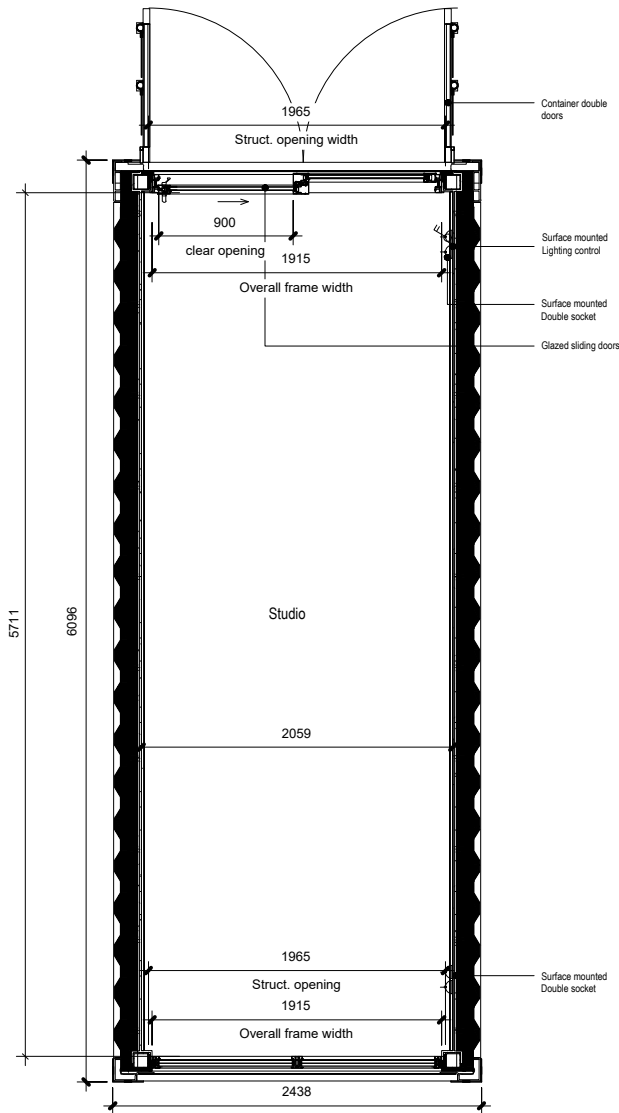 1965
Struct. opening width
Container double
doors
900
clear opening
1915
Overall frame width
Surface mounted
Lighting control
Surface mounted
Double socket
Glazed sliding doors
5711
6096
Studio
2059
1965
Struct. opening
1915
Overall frame width
Surface mounted
Double socket
2438